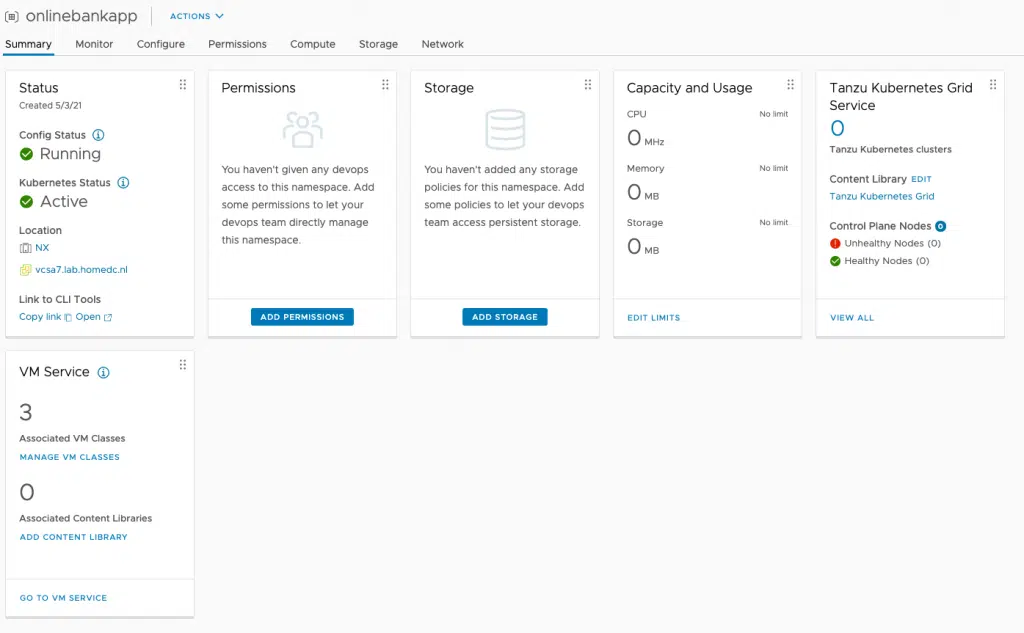 onlinebankapp
ACTIONS
Summary
Monitor
Configure
Permissions
Compute
Storage
Network
Status
Created 5/3/21
Config Status
Running
Kubernetes Status
Active
Location
NX
vcsa7.lab.homedc.nl
Link to CLI Tools
Copy link Open
Permissions
You haven't given any devops
access to this namespace. Add
some permissions to let your
devops team directly manage
this namespace.
ADD PERMISSIONS
Storage
You haven't added any storage
policies for this namespace. Add
some policies to let your devops
team access persistent storage.
ADD STORAGE
Capacity and Usage
CPU No limit
0 MHz
Memory No limit
0 MB
Storage No limit
0 MB
EDIT LIMITS
Tanzu Kubernetes Grid
Service
0
Tanzu Kubernetes clusters
Content Library EDIT
Tanzu Kubernetes Grid
Control Plane Nodes 0
Unhealthy Nodes (0)
Healthy Nodes (0)
VIEW ALL
VM Service
3
Associated VM Classes
MANAGE VM CLASSES
0
Associated Content Libraries
ADD CONTENT LIBRARY
GO TO VM SERVICE